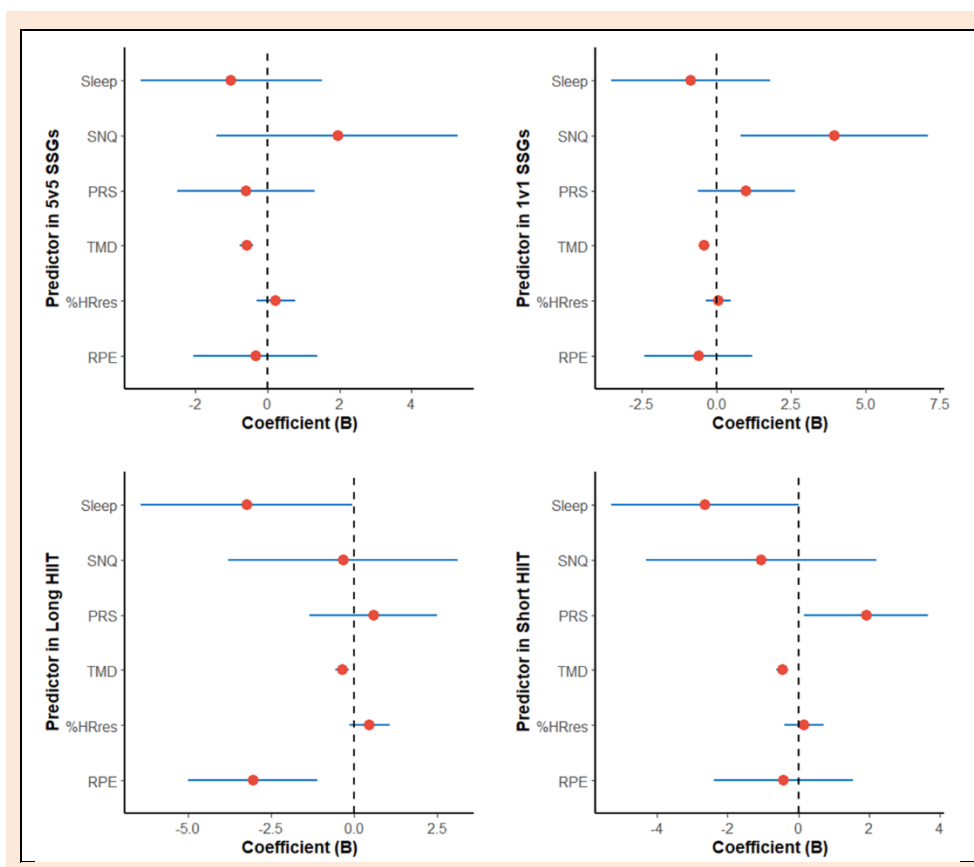 Predictor in 5v5 SSGs
Sleep
SNQ
PRS
TMD
%HRres
RPE
-2 0 2 4
Coefficient (B)
Predictor in 1v1 SSGs
Sleep
SNQ
PRS
TMD
%HRres
RPE
-2.5 0.0 2.5 5.0 7.5
Coefficient (B)
Predictor in Long HIIT
Sleep
SNQ
PRS
TMD
%HRres
RPE
-5.0 -2.5 0.0 2.5
Coefficient (B)
Predictor in Short HIIT
Sleep
SNQ
PRS
TMD
%HRres
RPE
-4 -2 0 2 4
Coefficient (B)